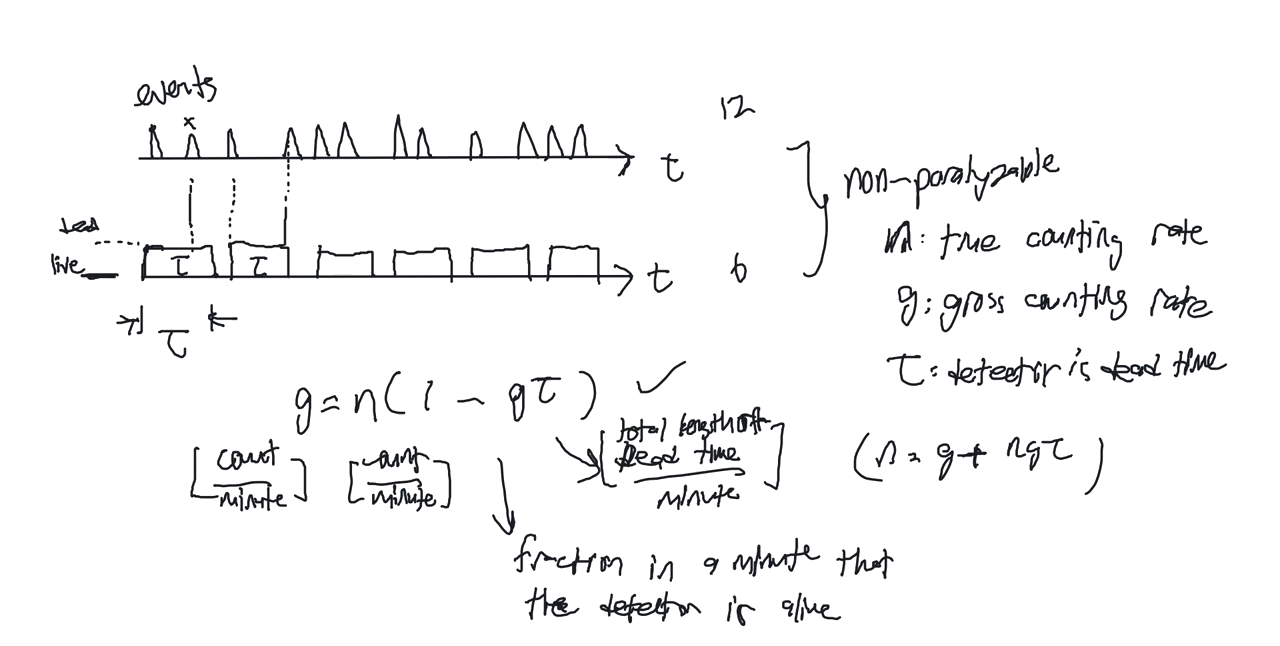 events
x
t
12
non-paralyzable
n: true counting rate
g: gross counting rate
τ: detector is dead time
dead
live
τ
τ
t
6
τ
g = n(1 - gτ) ✓
[count/minute] [count/minute] [total length of dead time/minute]
(n = g + ngτ)
fraction in a minute that
the detector is alive